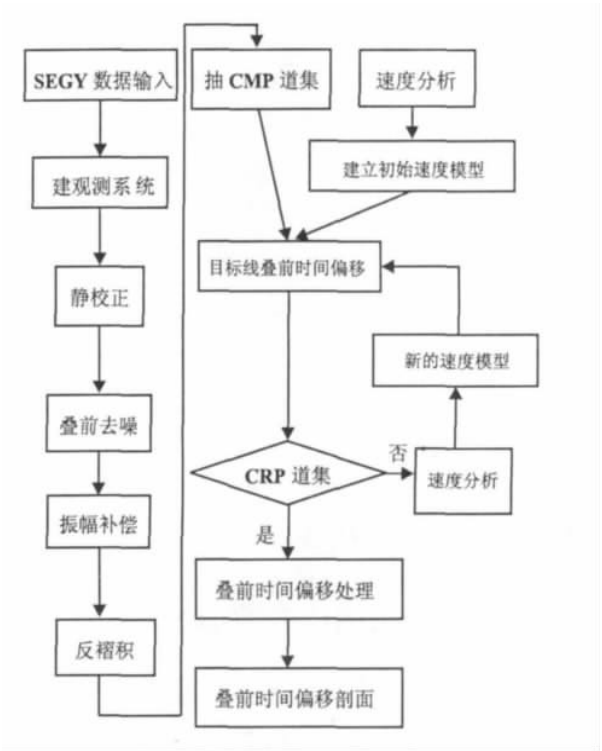 SEGY 数据输入
建观测系统
静校正
叠前去噪
振幅补偿
反褶积
抽 CMP 道集
速度分析
建立初始速度模型
目标线叠前时间偏移
新的速度模型
CRP 道集
否
速度分析
是
叠前时间偏移处理
叠前时间偏移剖面